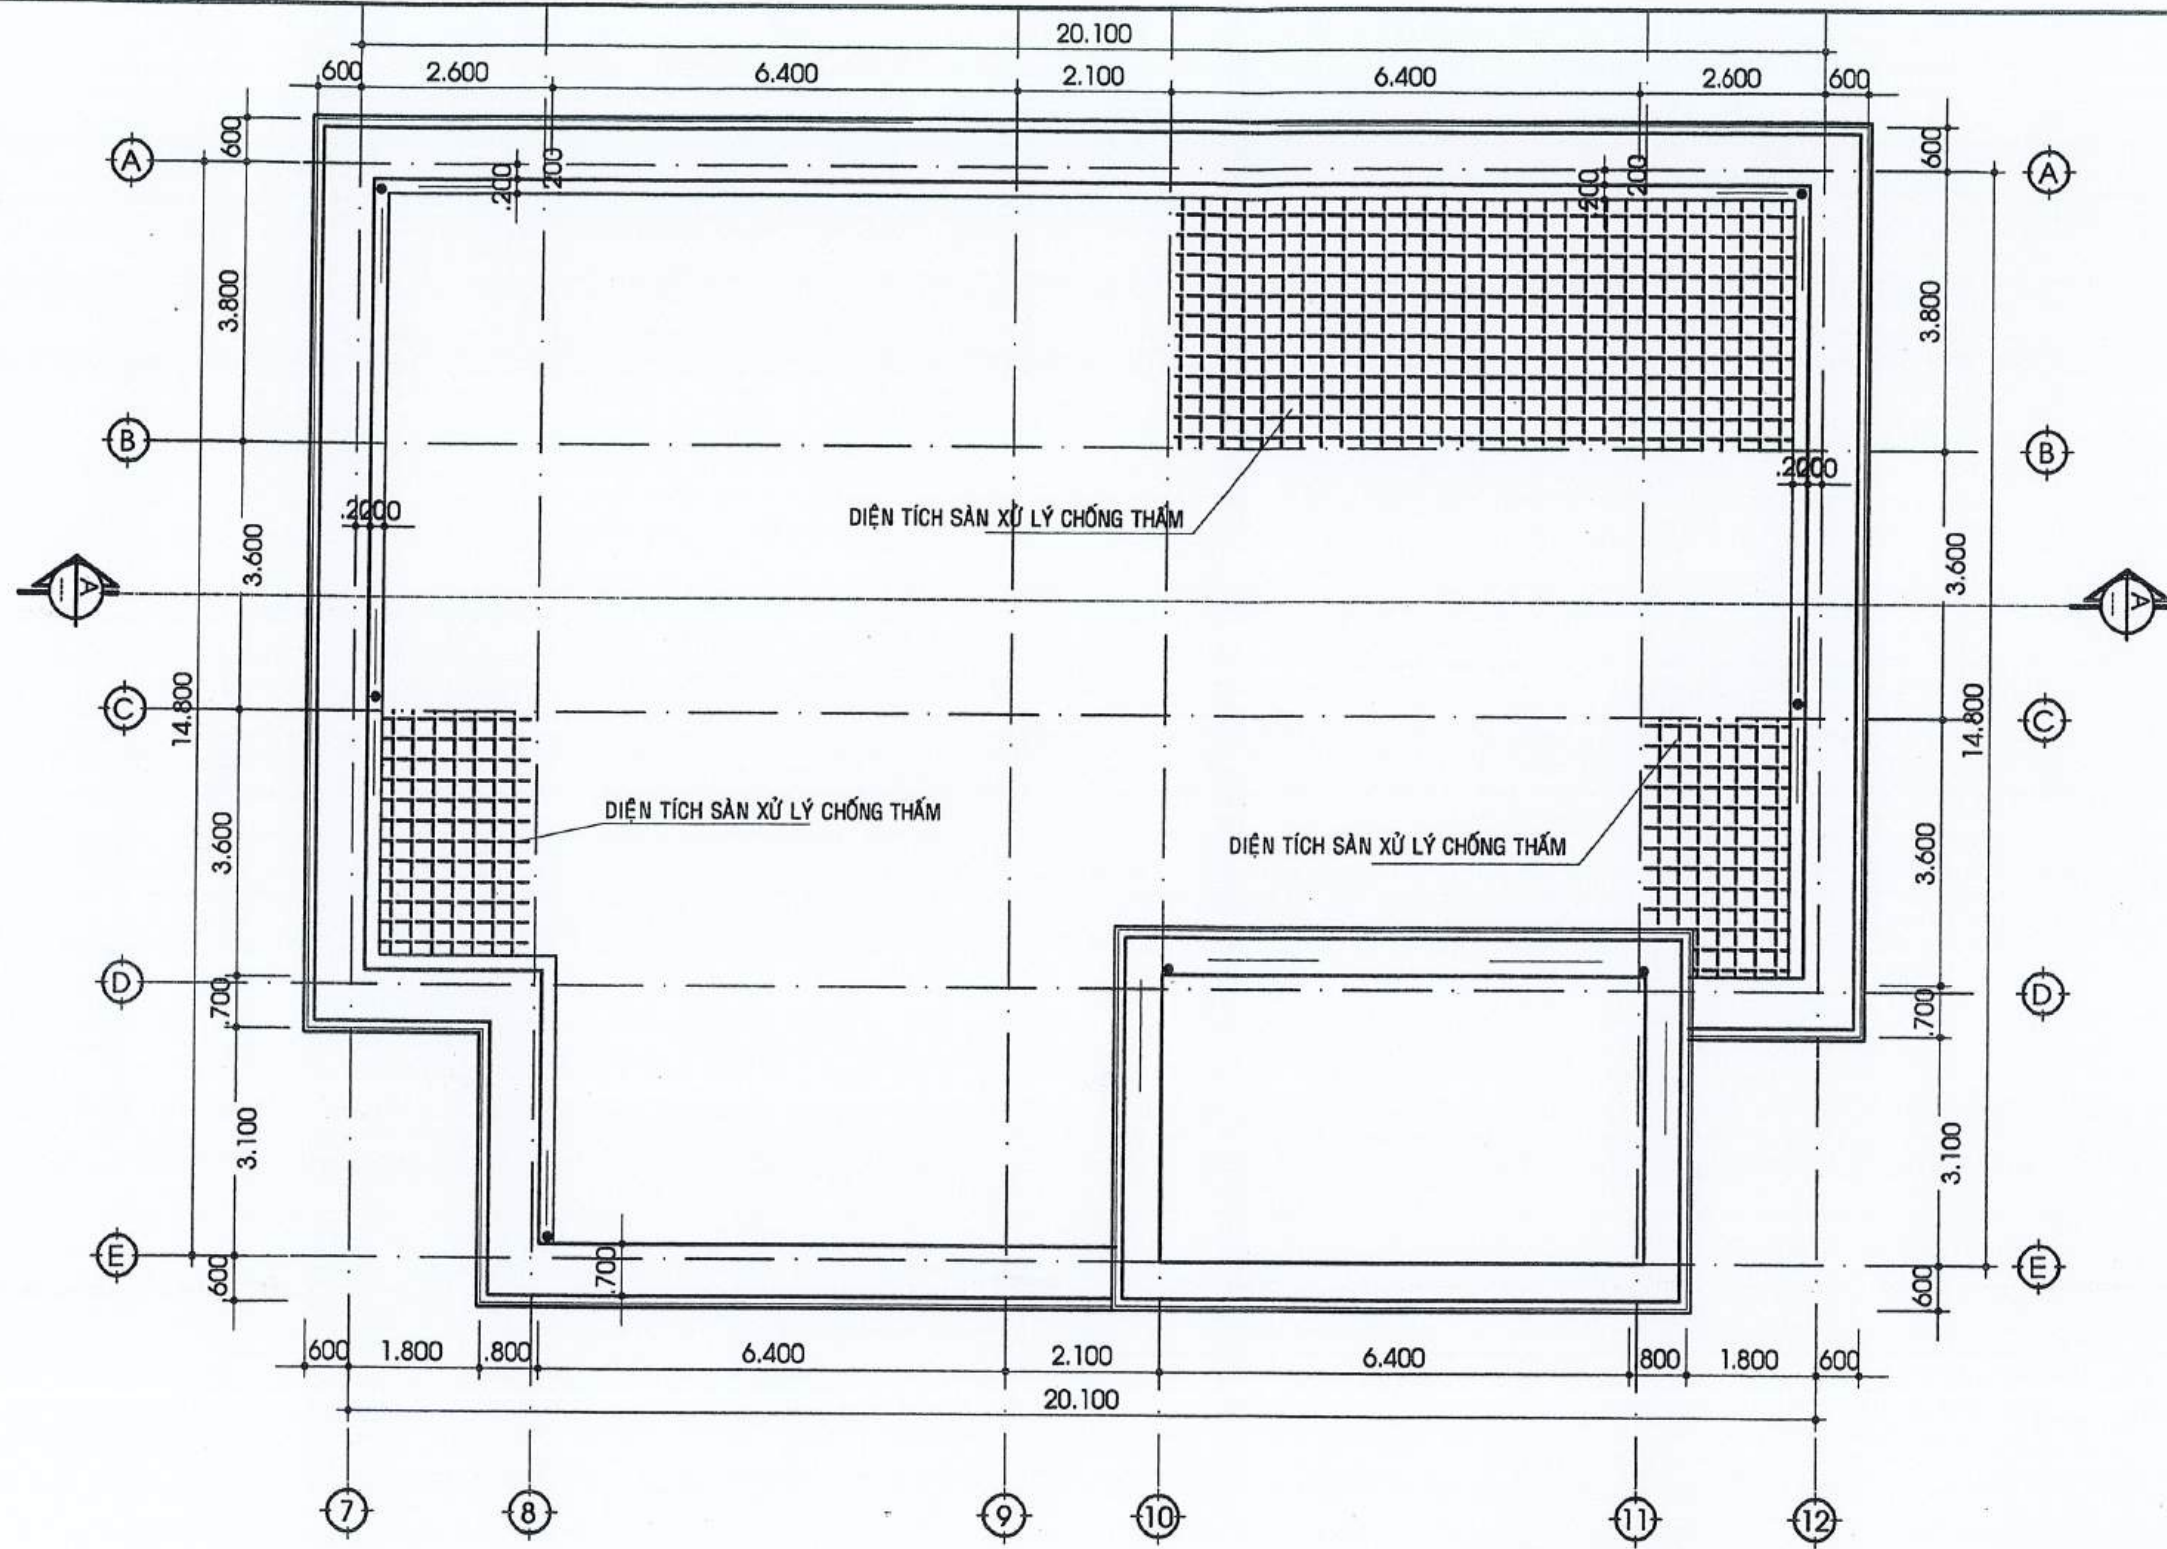 20.100
600 2.600 6.400 2.100 6.400 2.600 600
600 600
A A
.200 200 .200 200
3.800 3.800
B B
.2200
.2200
DIỆN TÍCH SÀN XỬ LÝ CHỐNG THẤM
3.600 3.600
A A
C C
14.800 14.800
DIỆN TÍCH SÀN XỬ LÝ CHỐNG THẤM
DIỆN TÍCH SÀN XỬ LÝ CHỐNG THẤM
3.600 3.600
D D
.700 .700
3.100 3.100
E E
.700
600 600
600 1.800 .800 6.400 2.100 6.400 800 1.800 600
20.100
7 8 9 10 11 12